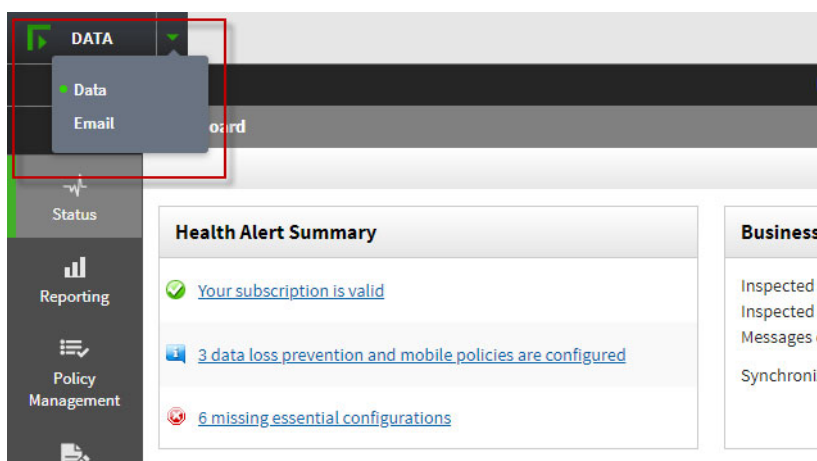 DATA
Data
Email
oard
Status
Reporting
Policy
Management
Health Alert Summary
Your subscription is valid
3 data loss prevention and mobile policies are configured
6 missing essential configurations
Business
Inspected
Inspected
Messages
Synchroni